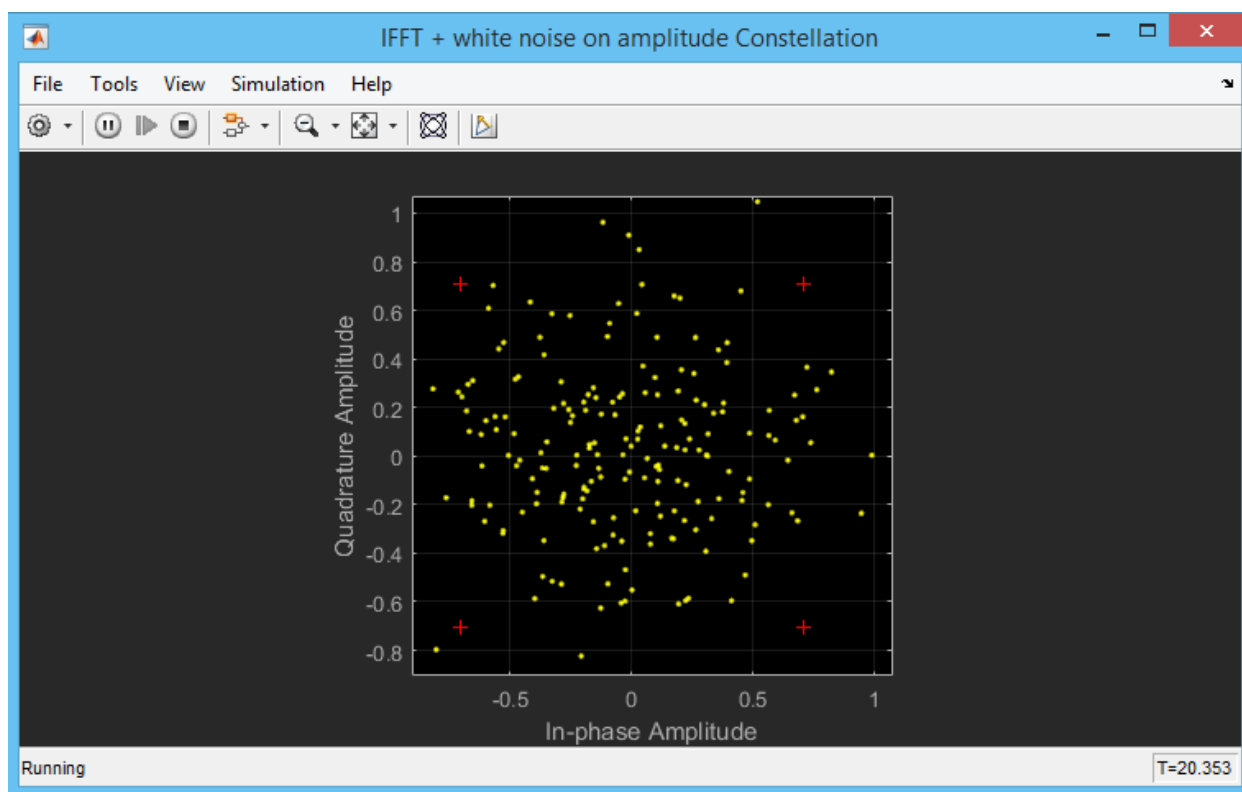 IFFT + white noise on amplitude Constellation
File Tools View Simulation Help
1
0.8
0.6
0.4
0.2
0
-0.2
-0.4
-0.6
-0.8
Quadrature Amplitude
-0.5 0 0.5 1
In-phase Amplitude
Running T=20.353